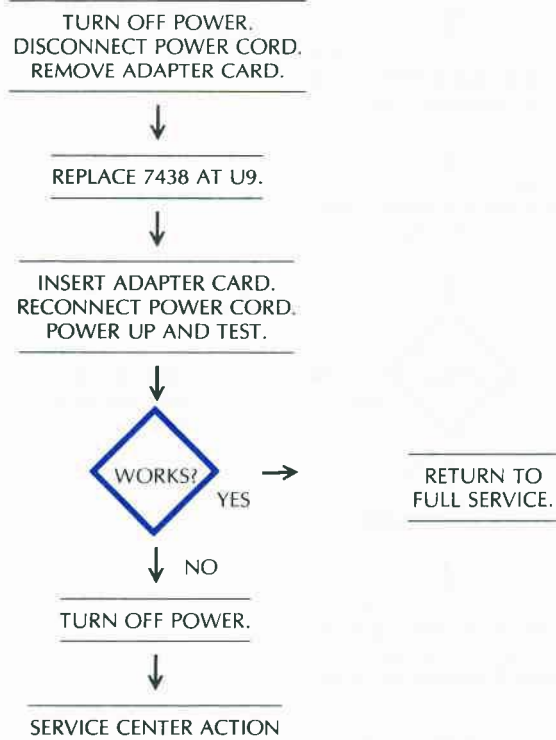 TURN OFF POWER.
DISCONNECT POWER CORD.
REMOVE ADAPTER CARD.
REPLACE 7438 AT U9.
INSERT ADAPTER CARD.
RECONNECT POWER CORD.
POWER UP AND TEST.
WORKS?
YES
RETURN TO
FULL SERVICE.
NO
TURN OFF POWER.
SERVICE CENTER ACTION